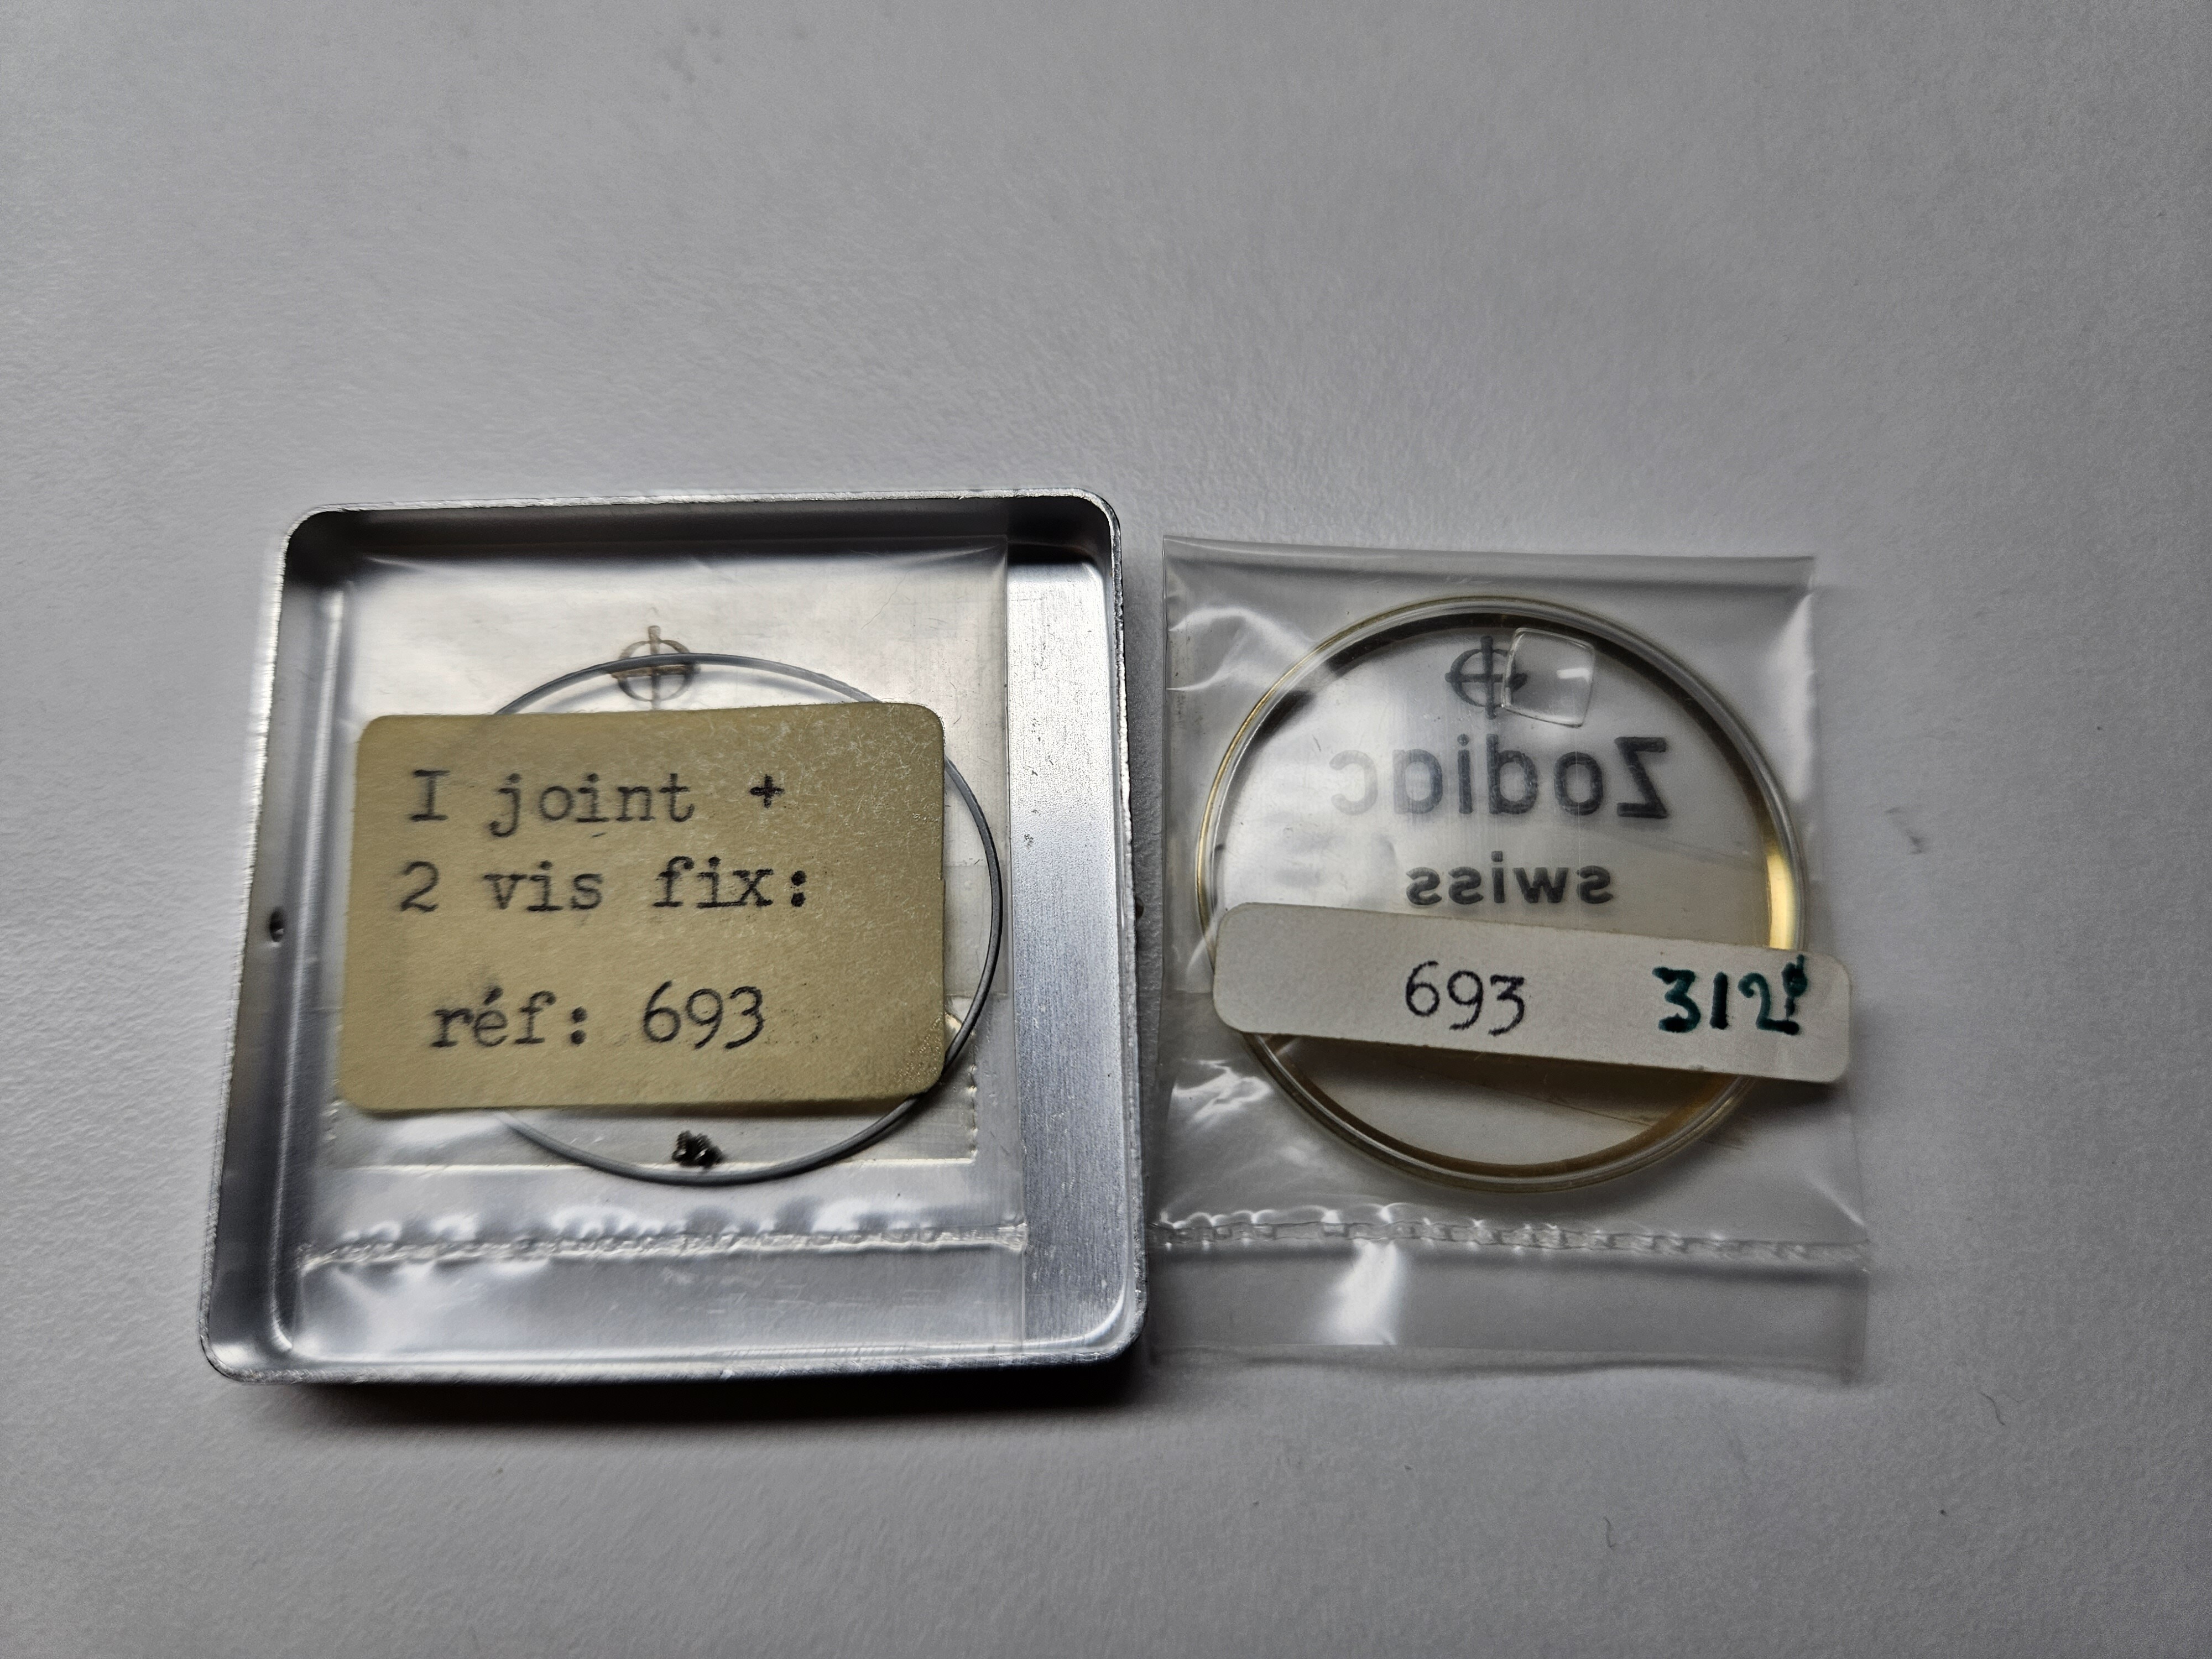 I joint +
2 vis fix:
réf: 693
Zodiac
swiss
693 312